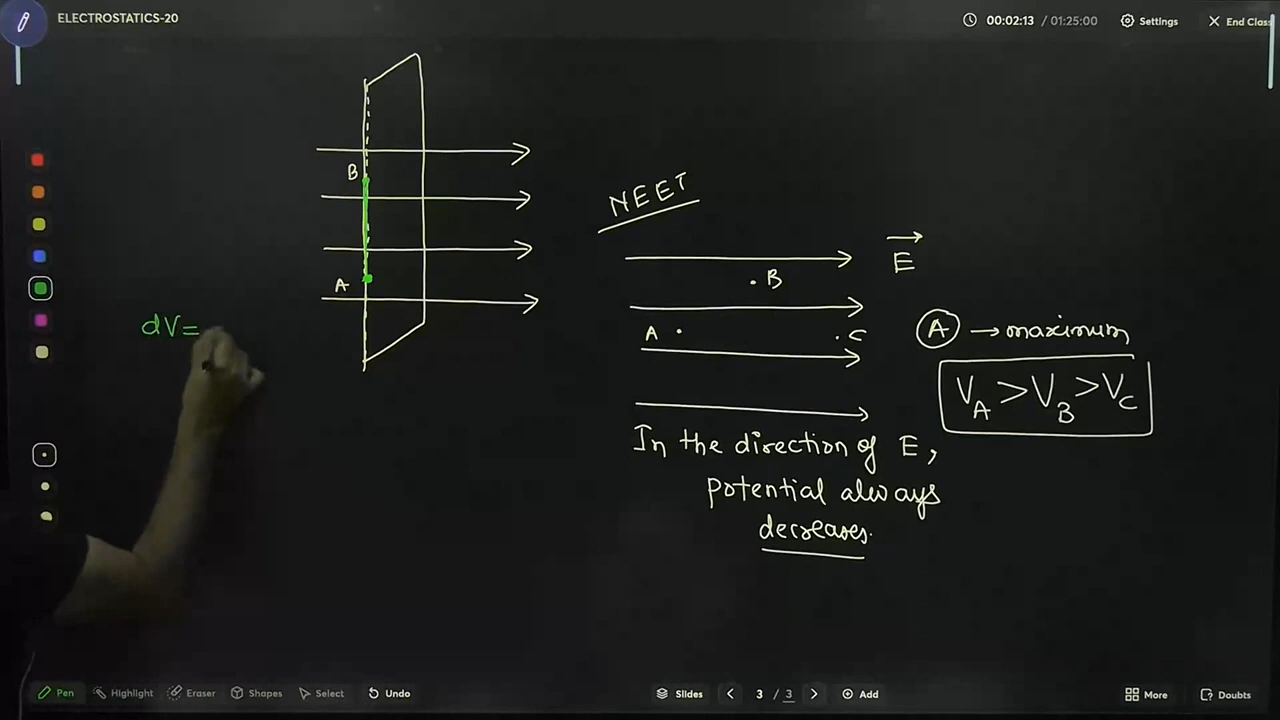 ELECTROSTATICS-20
00:02:13 / 01:25:00
Settings
End Class
B
A
dV=
NEET
E
B
A
C
A → maximum
V_A > V_B > V_C
In the direction of E,
potential always
decreases.
Pen
Highlight
Eraser
Shapes
Select
Undo
Slides
3 / 3
Add
More
Doubts